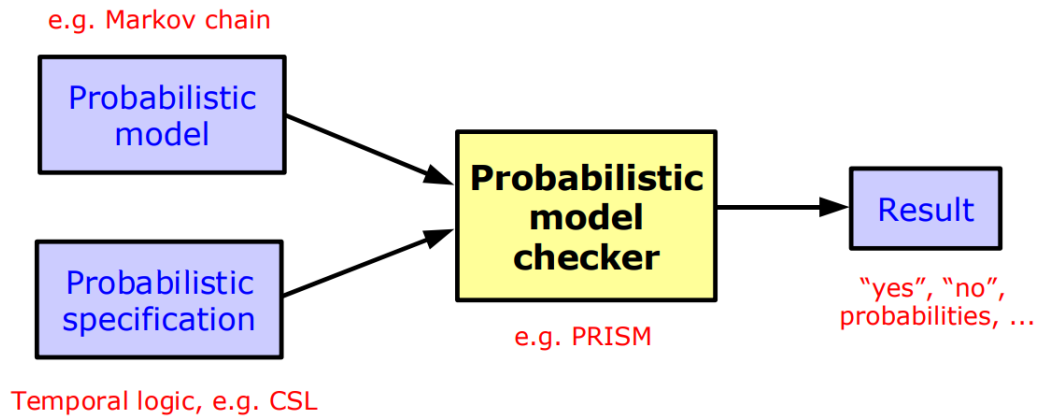 e.g. Markov chain
Probabilistic
model
Probabilistic
specification
Temporal logic, e.g. CSL
Probabilistic
model
checker
e.g. PRISM
Result
“yes”, “no”,
probabilities, …